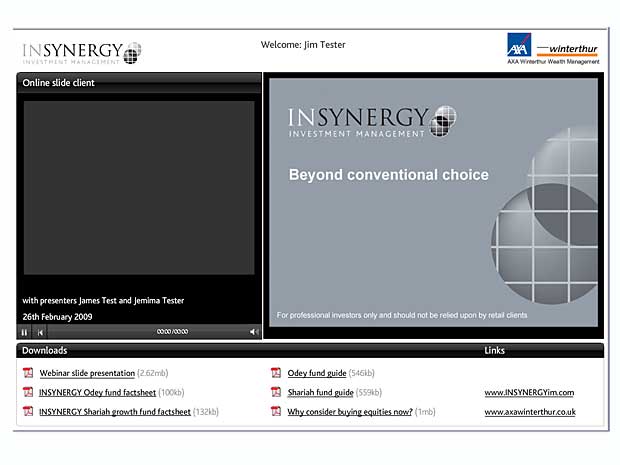 INSYNERGY
INVESTMENT MANAGEMENT
Welcome: Jim Tester
AXA
winterthur
AXA Winterthur Wealth Management
Online slide client
with presenters James Test and Jemima Tester
26th February 2009
00:00 /00:00
INSYNERGY
INVESTMENT MANAGEMENT
Beyond conventional choice
For professional investors only and should not be relied upon by retail clients
Downloads
Links
Webinar slide presentation (2.62mb)
Odey fund guide (546kb)
INSYNERGY Odey fund factsheet (100kb)
Shariah fund guide (559kb)
www.INSYNERGYim.com
INSYNERGY Shariah growth fund factsheet (132kb)
Why consider buying equities now? (1mb)
www.axawinterthur.co.uk